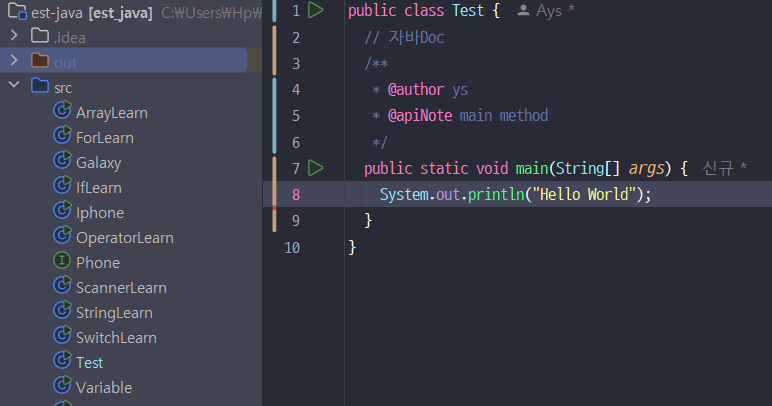 est-java [est_java] C:￦Users￦Hp￦
.idea
out
src
ArrayLearn
ForLearn
Galaxy
IfLearn
Iphone
OperatorLearn
Phone
ScannerLearn
StringLearn
SwitchLearn
Test
Variable
1 public class Test { Ays *
2 // 자바Doc
3 /**
4 * @author ys
5 * @apiNote main method
6 */
7 public static void main(String[] args) { 신규 *
8 System.out.println("Hello World");
9 }
10 }